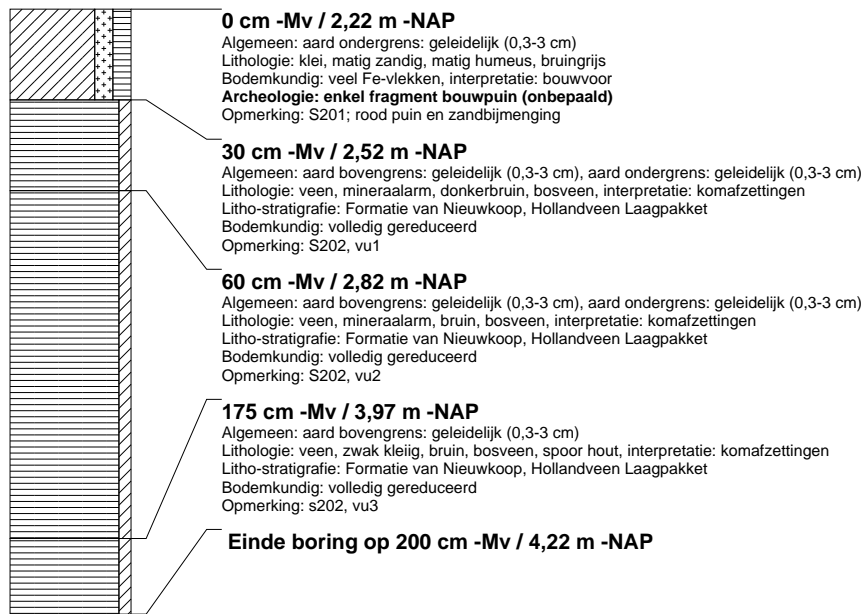 0 cm -Mv / 2,22 m -NAP
Algemeen: aard ondergrens: geleidelijk (0,3-3 cm)
Lithologie: klei, matig zandig, matig humeus, bruingrijs
Bodemkundig: veel Fe-vlekken, interpretatie: bouwvoor
Archeologie: enkel fragment bouwpuin (onbepaald)
Opmerking: S201; rood puin en zandbijmenging
30 cm -Mv / 2,52 m -NAP
Algemeen: aard bovengrens: geleidelijk (0,3-3 cm), aard ondergrens: geleidelijk (0,3-3 cm)
Lithologie: veen, mineraalarm, donkerbruin, bosveen, interpretatie: komafzettingen
Litho-stratigrafie: Formatie van Nieuwkoop, Hollandveen Laagpakket
Bodemkundig: volledig gereduceerd
Opmerking: S202, vu1
60 cm -Mv / 2,82 m -NAP
Algemeen: aard bovengrens: geleidelijk (0,3-3 cm), aard ondergrens: geleidelijk (0,3-3 cm)
Lithologie: veen, mineraalarm, bruin, bosveen, interpretatie: komafzettingen
Litho-stratigrafie: Formatie van Nieuwkoop, Hollandveen Laagpakket
Bodemkundig: volledig gereduceerd
Opmerking: S202, vu2
175 cm -Mv / 3,97 m -NAP
Algemeen: aard bovengrens: geleidelijk (0,3-3 cm)
Lithologie: veen, zwak kleiig, bruin, bosveen, spoor hout, interpretatie: komafzettingen
Litho-stratigrafie: Formatie van Nieuwkoop, Hollandveen Laagpakket
Bodemkundig: volledig gereduceerd
Opmerking: s202, vu3
Einde boring op 200 cm -Mv / 4,22 m -NAP